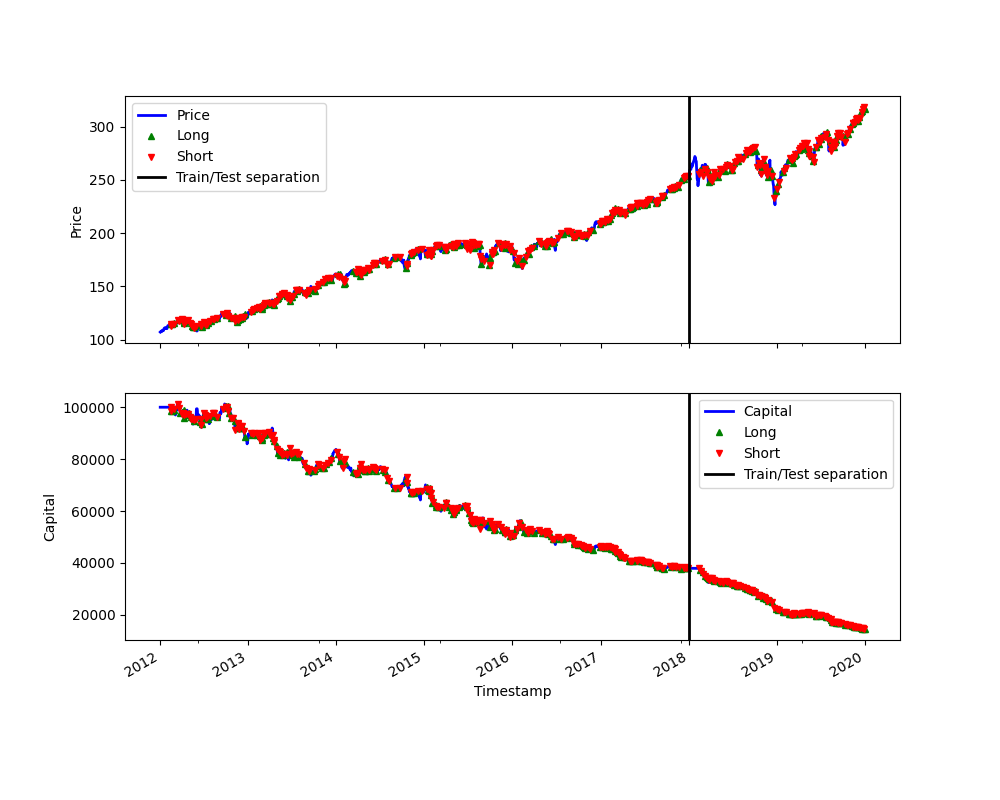 Price
Long
Short
Train/Test separation
300
250
200
150
100
Price
Capital
Long
Short
Train/Test separation
100000
80000
60000
40000
20000
Capital
2012 2013 2014 2015 2016 2017 2018 2019 2020
Timestamp